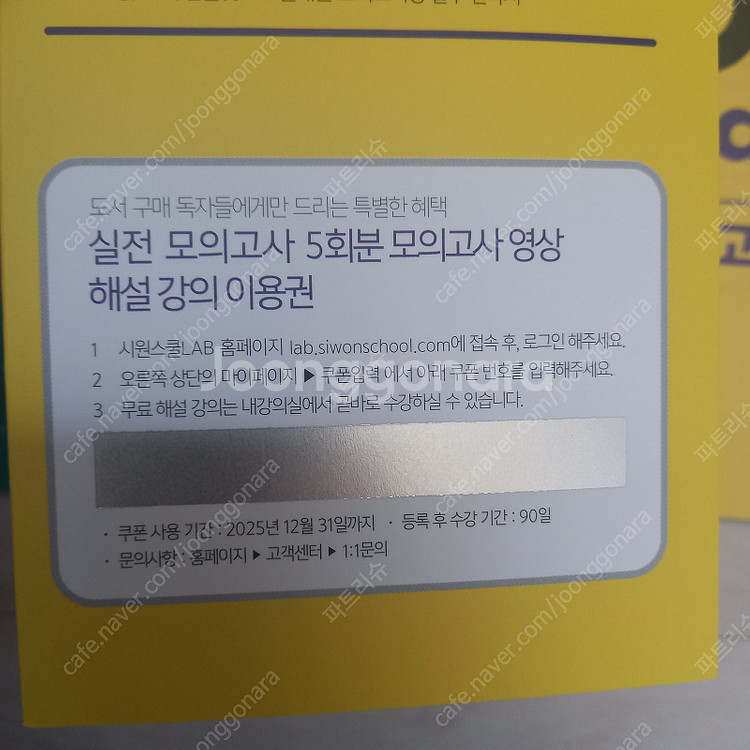 도서 구매 독자들에게만 드리는 특별한 혜택
실전 모의고사 5회분 모의고사 영상
해설 강의 이용권
1 시원스쿨LAB 홈페이지 lab.siwonschool.com에 접속 후, 로그인 해주세요.
2 오른쪽 상단의 마이페이지 ▶ 쿠폰입력 에서 아래 쿠폰 번호를 입력해주세요.
3 무료 해설 강의는 내강의실에서 곧바로 수강하실 수 있습니다.
· 쿠폰 사용 기간 : 2025년 12월 31일까지 · 등록 후 수강 기간 : 90일
· 문의사항 : 홈페이지 ▶ 고객센터 ▶ 1:1문의
Joonggonara
cafe.naver.com/joonggonara
파트리슈